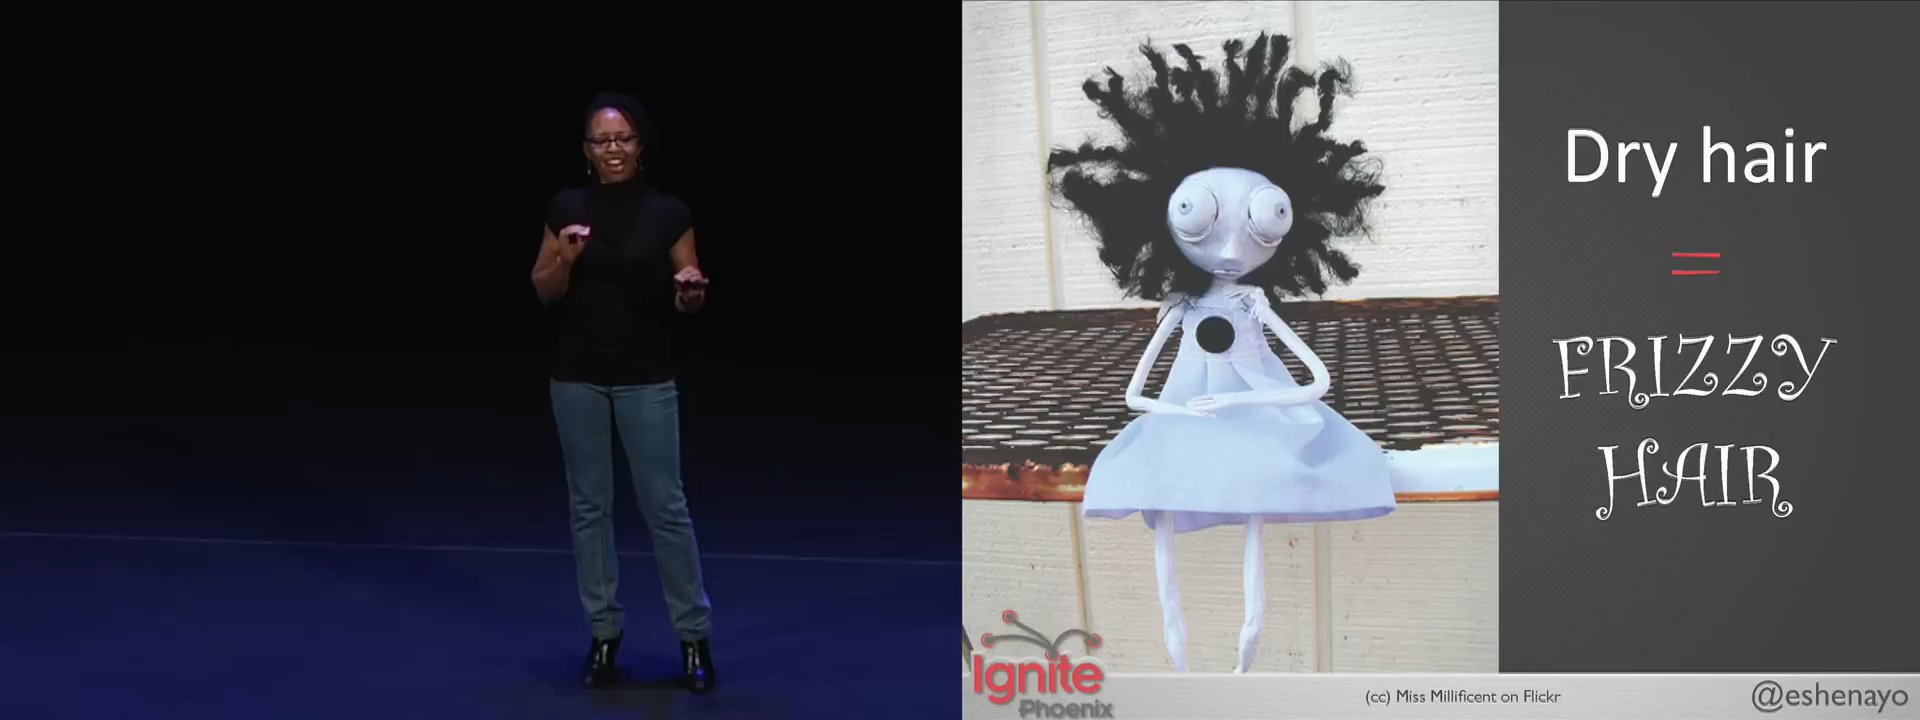 Dry hair
=
FRIZZY
HAIR
Ignite
Phoenix
(cc) Miss Millificent on Flickr
@eshenayo